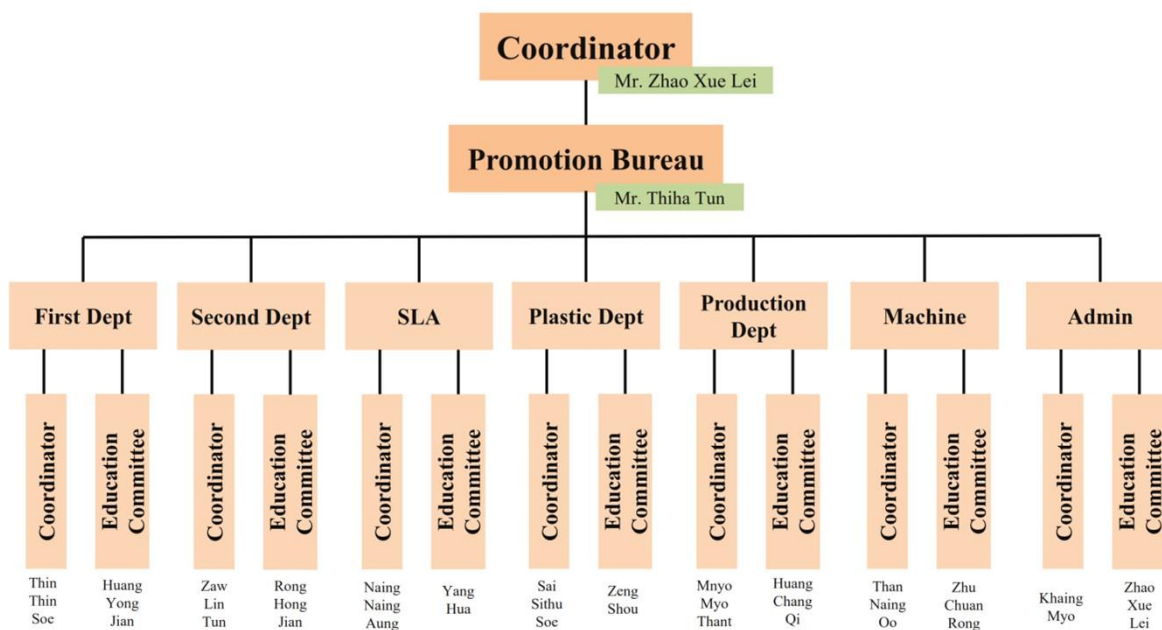 Coordinator
Mr. Zhao Xue Lei
Promotion Bureau
Mr. Thiha Tun
First Dept
Second Dept
SLA
Plastic Dept
Production
Dept
Machine
Admin
Coordinator
Education
Committee
Coordinator
Education
Committee
Coordinator
Education
Committee
Coordinator
Education
Committee
Coordinator
Education
Committee
Coordinator
Education
Committee
Coordinator
Education
Committee
Thin
Thin
Soe
Huang
Yong
Jian
Zaw
Lin
Tun
Rong
Hong
Jian
Naing
Naing
Aung
Yang
Hua
Sai
Sithu
Soe
Zeng
Shou
Mnyo
Myo
Thant
Huang
Chang
Qi
Than
Naing
Oo
Zhu
Chuan
Rong
Khaing
Myo
Zhao
Xue
Lei